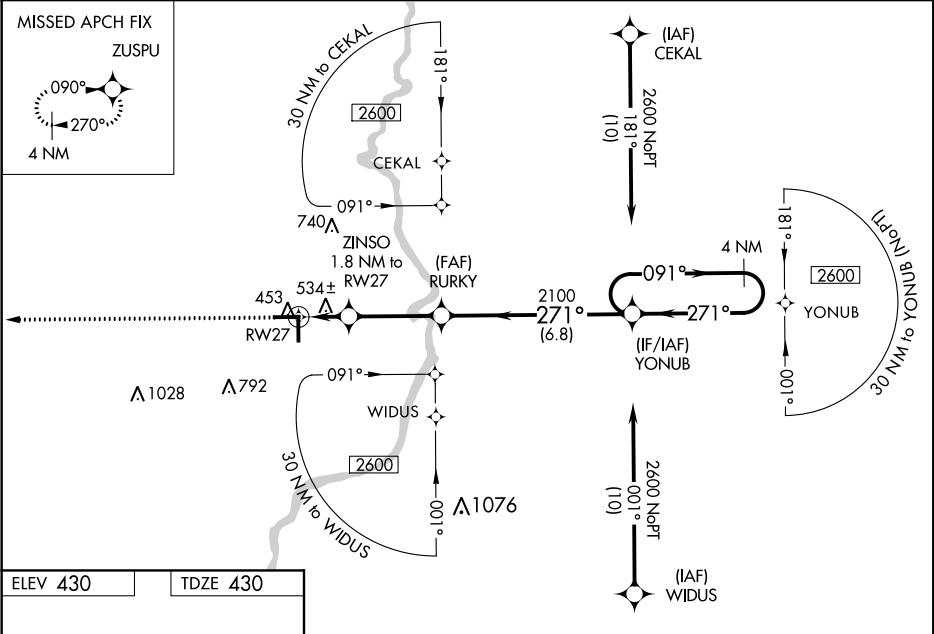 MISSED APCH FIX
ZUSPU
090°
270°
4 NM
30 NM to CEKAL
181°
2600
CEKAL
091°
(IAF)
CEKAL
2600 NoPT
181°
(10)
740
ZINSO
1.8 NM to
RW27
(FAF)
RURKY
4 NM
091°
181°
2600
YONUB
001°
30 NM to YONUB (NoPT)
453
534±
RW27
2100
271°
(6.8)
271°
(IF/IAF)
YONUB
1028
792
091°
WIDUS
2600
30 NM to WIDUS
001°
1076
2600 NoPT
001°
(10)
(IAF)
WIDUS
ELEV 430
TDZE 430